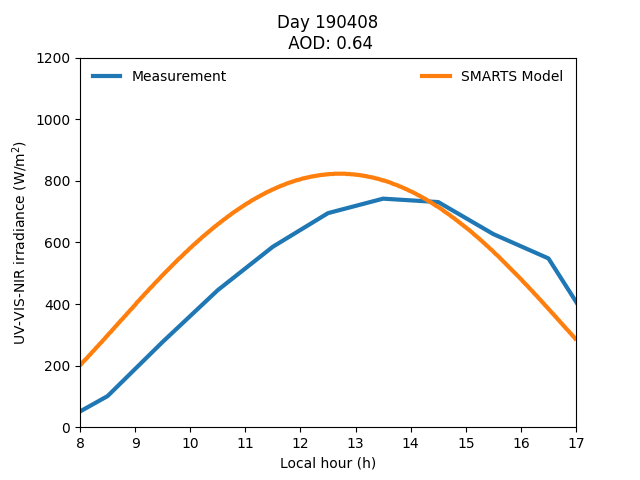 Day 190408
AOD: 0.64
Measurement
SMARTS Model
UV-VIS-NIR irradiance (W/m²)
1200
1000
800
600
400
200
0
8 9 10 11 12 13 14 15 16 17
Local hour (h)